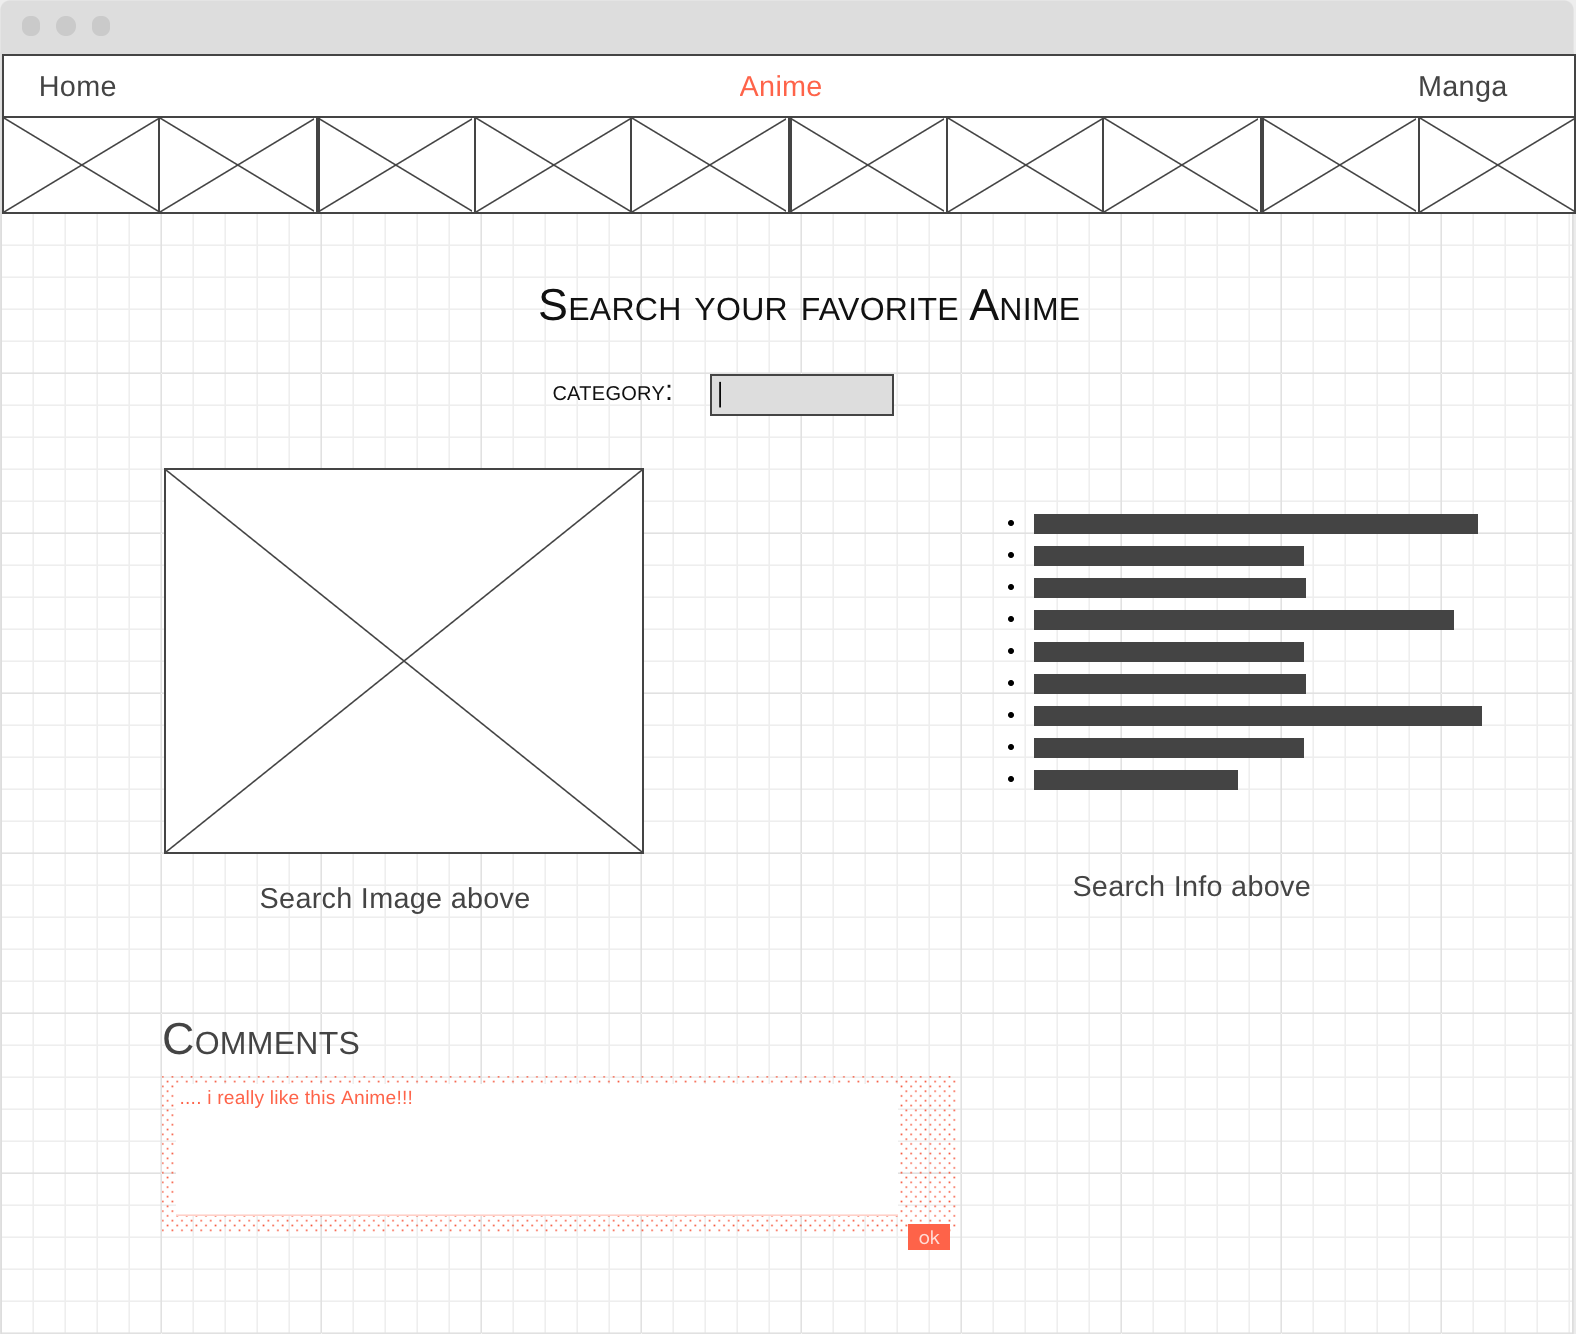 Home Anime Manga
Search your favorite Anime
category:
Search Image above
Search Info above
Comments
.... i really like this Anime!!!
ok